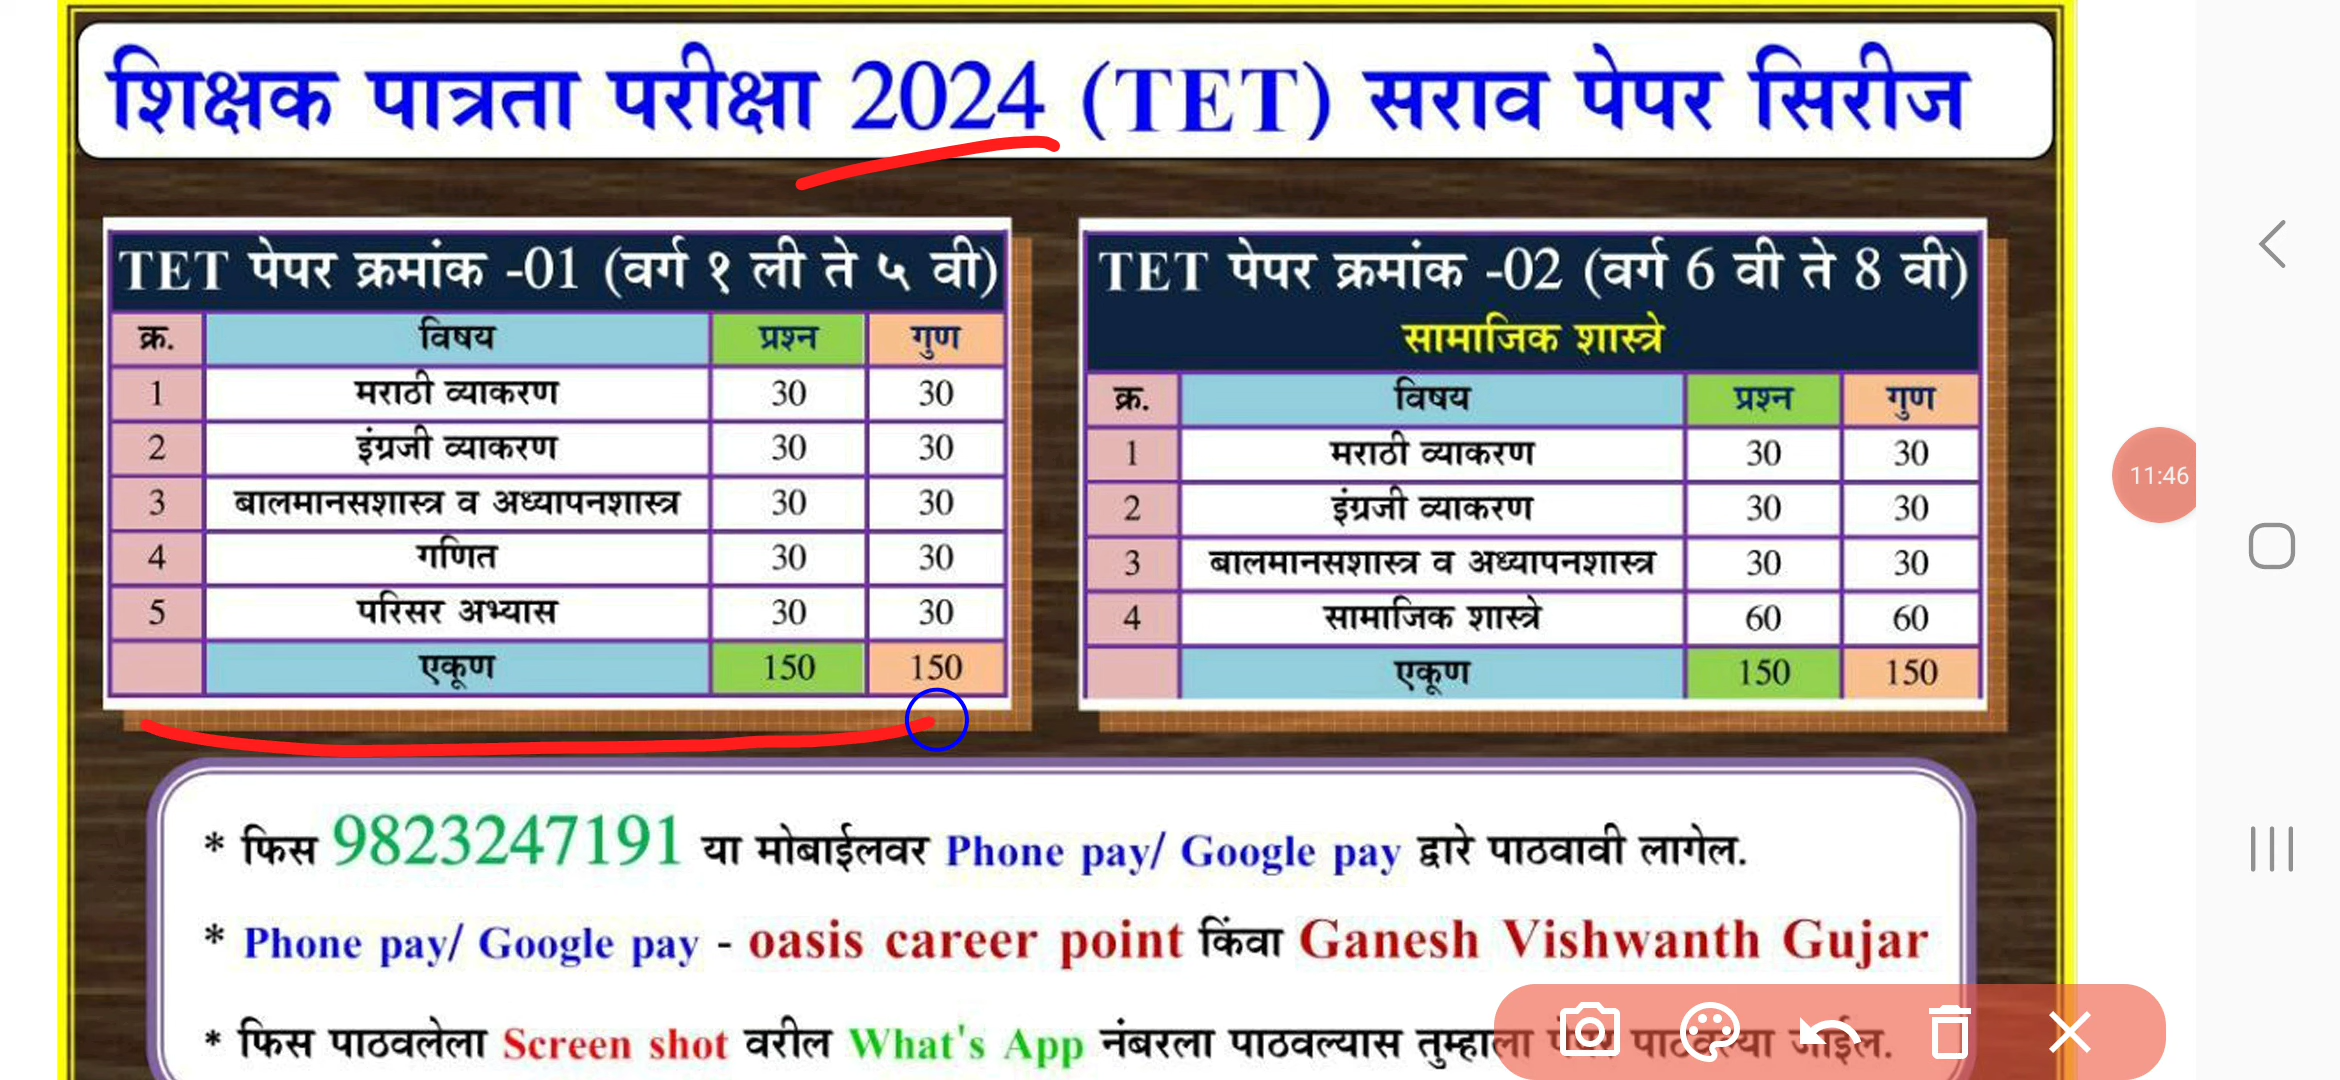 शिक्षक पात्रता परीक्षा 2024 (TET) सराव पेपर सिरीज
TET पेपर क्रमांक -01 (वर्ग १ ली ते ५ वी)
क्र. विषय प्रश्न गुण
1 मराठी व्याकरण 30 30
2 इंग्रजी व्याकरण 30 30
3 बालमानसशास्त्र व अध्यापनशास्त्र 30 30
4 गणित 30 30
5 परिसर अभ्यास 30 30
एकूण 150 150
TET पेपर क्रमांक -02 (वर्ग 6 वी ते 8 वी)
सामाजिक शास्त्रे
क्र. विषय प्रश्न गुण
1 मराठी व्याकरण 30 30
2 इंग्रजी व्याकरण 30 30
3 बालमानसशास्त्र व अध्यापनशास्त्र 30 30
4 सामाजिक शास्त्रे 60 60
एकूण 150 150
11:46
* फिस 9823247191 या मोबाईलवर Phone pay/ Google pay द्वारे पाठवावी लागेल.
* Phone pay/ Google pay - oasis career point किंवा Ganesh Vishwanth Gujar
* फिस पाठवलेला Screen shot वरील What's App नंबरला पाठवल्यास तुम्हाला पेपर पाठवल्या जाईल.